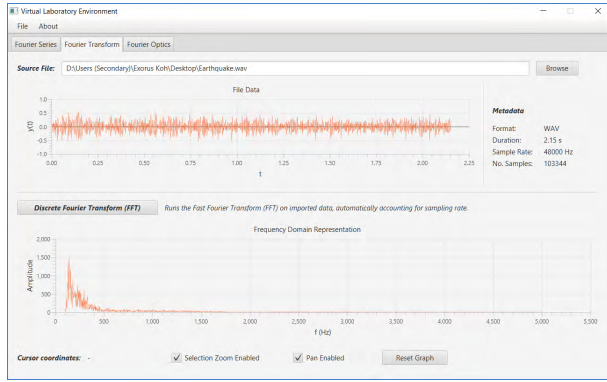 Virtual Laboratory Environment
File About
Fourier Series Fourier Transform Fourier Optics
Source File: D:\Users (Secondary)\Exorus Koh\Desktop\Earthquake.wav Browse
File Data
1.0
0.5
0.0
-0.5
-1.0
y(t)
0.00 0.25 0.50 0.75 1.00 1.25 1.50 1.75 2.00 2.25
t
Metadata
Format: WAV
Duration: 2.15 s
Sample Rate: 48000 Hz
No. Samples: 103344
Discrete Fourier Transform (FFT) Runs the Fast Fourier Transform (FFT) on imported data, automatically accounting for sampling rate.
Frequency Domain Representation
2,000
1,500
1,000
500
0
Amplitude
0 500 1,000 1,500 2,000 2,500 3,000 3,500 4,000 4,500 5,000 5,500
f (Hz)
Cursor coordinates: - Selection Zoom Enabled Pan Enabled Reset Graph